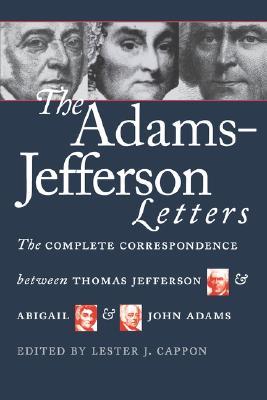 The
Adams-
Jefferson
Letters
The COMPLETE CORRESPONDENCE
between THOMAS JEFFERSON &
ABIGAIL & JOHN ADAMS
EDITED BY LESTER J. CAPPON